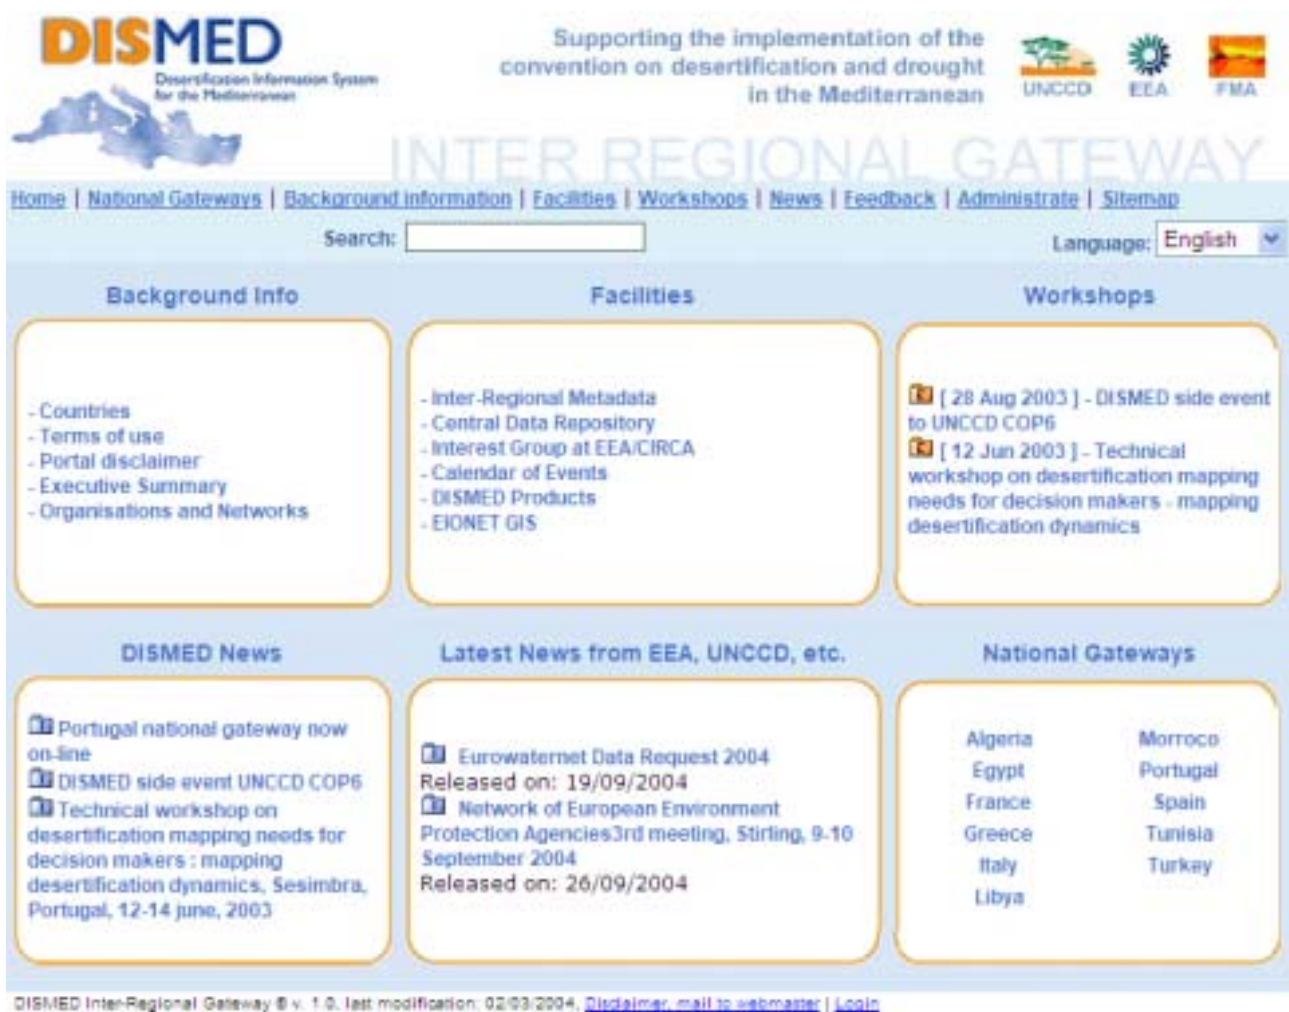 DISMED
Desertification Information System
for the Mediterranean
Supporting the implementation of the
convention on desertification and drought
in the Mediterranean
UNCCD EEA FMA
INTER REGIONAL GATEWAY
Home | National Gateways | Background Information | Facilities | Workshops | News | Feedback | Administrate | Sitemap
Search:
Language: English
Background Info
- Countries
- Terms of use
- Portal disclaimer
- Executive Summary
- Organisations and Networks
Facilities
- Inter-Regional Metadata
- Central Data Repository
- Interest Group at EEA/CIRCA
- Calendar of Events
- DISMED Products
- EIONET GIS
Workshops
[ 28 Aug 2003 ] - DISMED side event
to UNCCD COP6
[ 12 Jun 2003 ] - Technical
workshop on desertification mapping
needs for decision makers - mapping
desertification dynamics
DISMED News
Portugal national gateway now
on-line
DISMED side event UNCCD COP6
Technical workshop on
desertification mapping needs for
decision makers : mapping
desertification dynamics, Sesimbra,
Portugal, 12-14 june, 2003
Latest News from EEA, UNCCD, etc.
Eurowaternet Data Request 2004
Released on: 19/09/2004
Network of European Environment
Protection Agencies3rd meeting, Stirling, 9-10
September 2004
Released on: 26/09/2004
National Gateways
Algeria
Egypt
France
Greece
Italy
Libya
Morroco
Portugal
Spain
Tunisia
Turkey
DISMED Inter-Regional Gateway ® v. 1.0. last modification: 02/03/2004, Disclaimer, mail to webmaster | Login